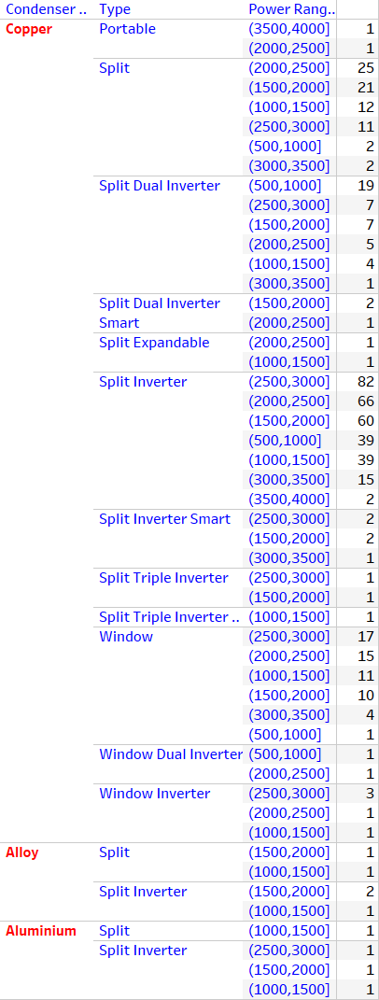 Condenser .. Type Power Rang..
Copper Portable (3500,4000] 1
(2000,2500] 1
Split (2000,2500] 25
(1500,2000] 21
(1000,1500] 12
(2500,3000] 11
(500,1000] 2
(3000,3500] 2
Split Dual Inverter (500,1000] 19
(2500,3000] 7
(1500,2000] 7
(2000,2500] 5
(1000,1500] 4
(3000,3500] 1
Split Dual Inverter (1500,2000] 2
Smart (2000,2500] 1
Split Expandable (2000,2500] 1
(1000,1500] 1
Split Inverter (2500,3000] 82
(2000,2500] 66
(1500,2000] 60
(500,1000] 39
(1000,1500] 39
(3000,3500] 15
(3500,4000] 2
Split Inverter Smart (2500,3000] 2
(1500,2000] 2
(3000,3500] 1
Split Triple Inverter (2500,3000] 1
(1500,2000] 1
Split Triple Inverter .. (1000,1500] 1
Window (2500,3000] 17
(2000,2500] 15
(1000,1500] 11
(1500,2000] 10
(3000,3500] 4
(500,1000] 1
Window Dual Inverter (500,1000] 1
(2000,2500] 1
Window Inverter (2500,3000] 3
(2000,2500] 1
(1000,1500] 1
Alloy Split (1500,2000] 1
(1000,1500] 1
Split Inverter (1500,2000] 2
(1000,1500] 1
Aluminium Split (1000,1500] 1
Split Inverter (2500,3000] 1
(1500,2000] 1
(1000,1500] 1